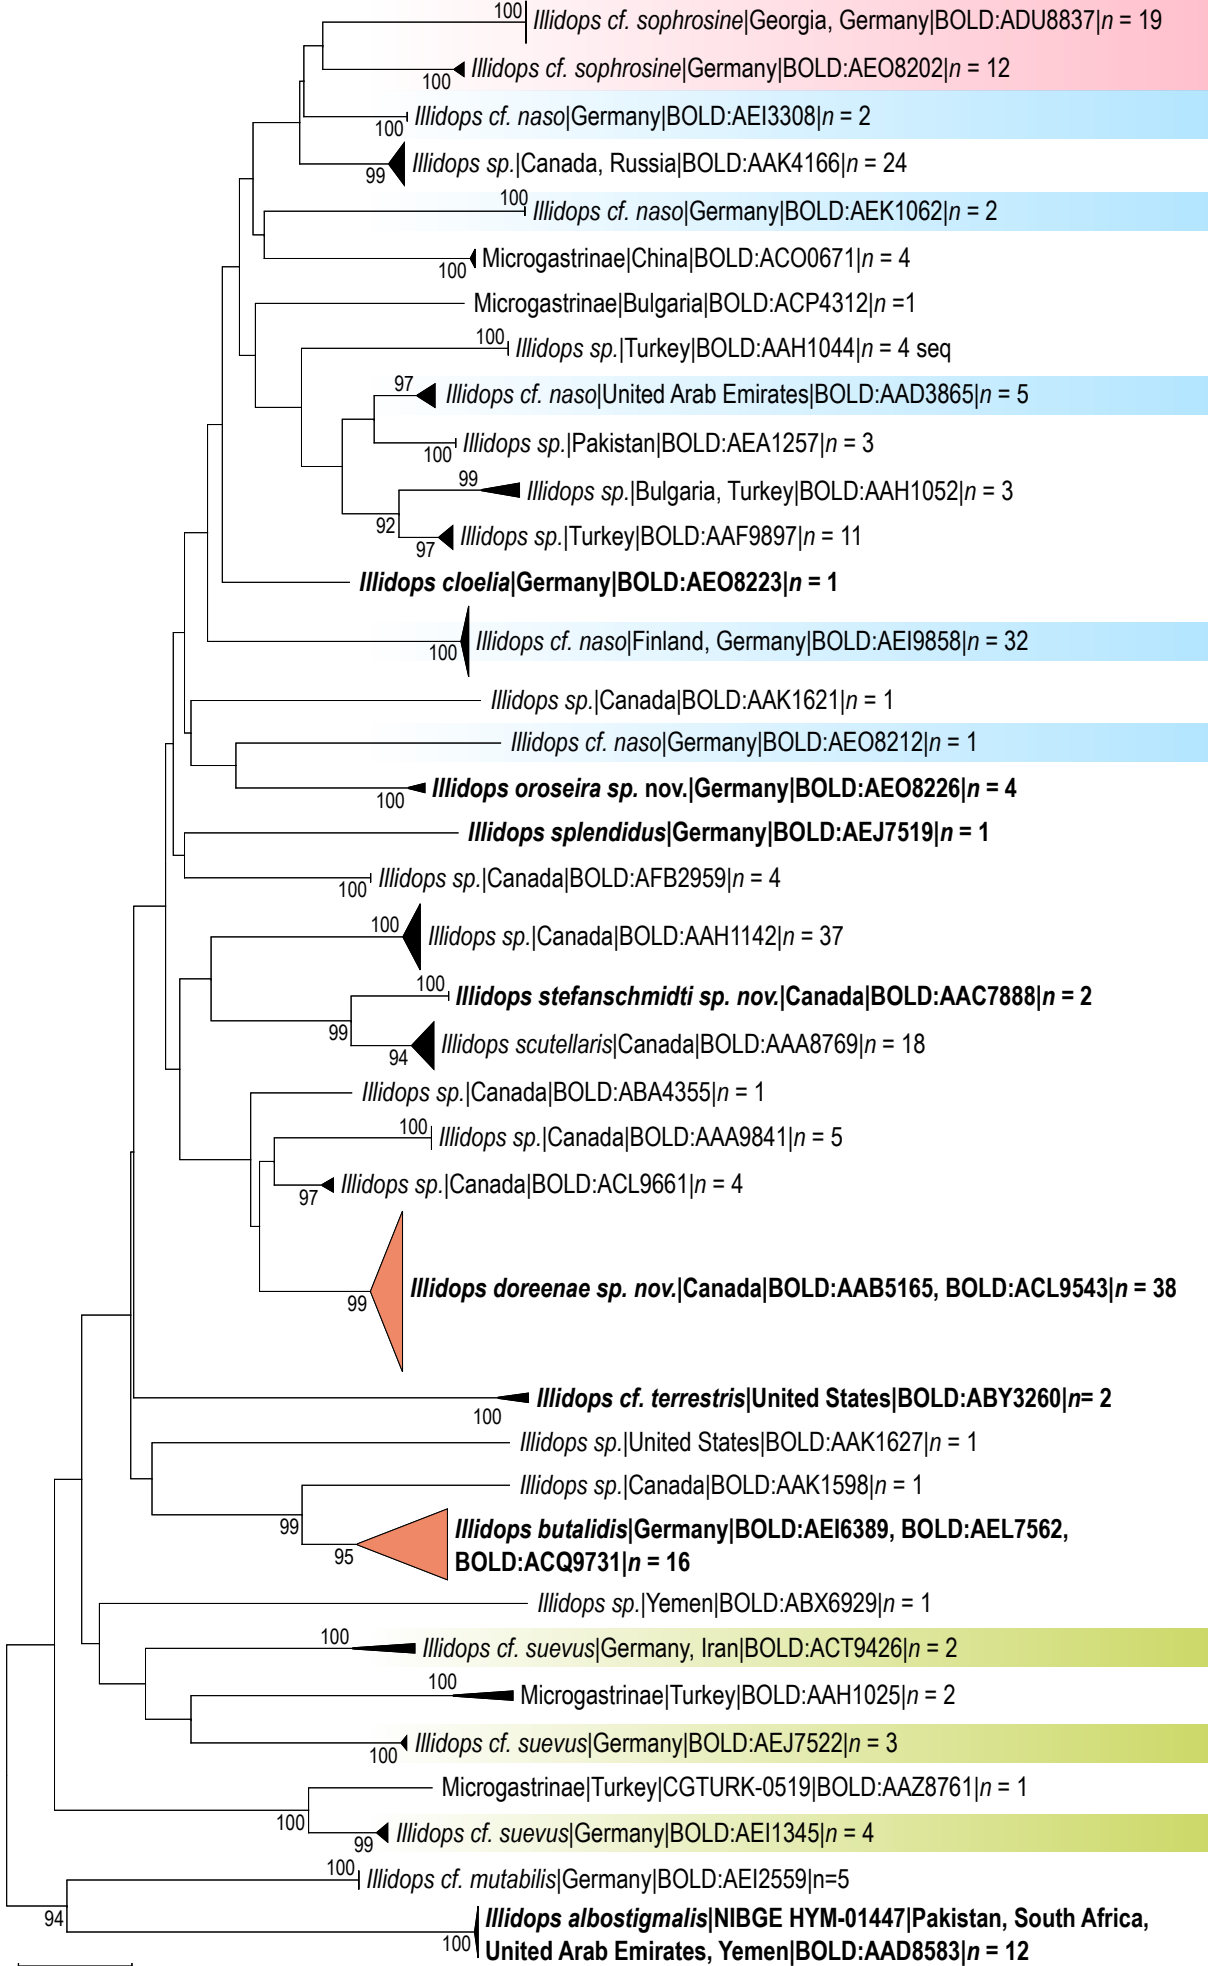 100 Illidops cf. sophrosine|Georgia, Germany|BOLD:ADU8837|n = 19
100 Illidops cf. sophrosine|Germany|BOLD:AEO8202|n = 12
100 Illidops cf. naso|Germany|BOLD:AEI3308|n = 2
99 Illidops sp.|Canada, Russia|BOLD:AAK4166|n = 24
100 Illidops cf. naso|Germany|BOLD:AEK1062|n = 2
100 Microgastrinae|China|BOLD:ACO0671|n = 4
Microgastrinae|Bulgaria|BOLD:ACP4312|n =1
100 Illidops sp.|Turkey|BOLD:AAH1044|n = 4 seq
97 Illidops cf. naso|United Arab Emirates|BOLD:AAD3865|n = 5
100 Illidops sp.|Pakistan|BOLD:AEA1257|n = 3
99 Illidops sp.|Bulgaria, Turkey|BOLD:AAH1052|n = 3
92
97 Illidops sp.|Turkey|BOLD:AAF9897|n = 11
Illidops cloelia|Germany|BOLD:AEO8223|n = 1
100 Illidops cf. naso|Finland, Germany|BOLD:AEI9858|n = 32
Illidops sp.|Canada|BOLD:AAK1621|n = 1
Illidops cf. naso|Germany|BOLD:AEO8212|n = 1
100 Illidops oroseira sp. nov.|Germany|BOLD:AEO8226|n = 4
Illidops splendidus|Germany|BOLD:AEJ7519|n = 1
100 Illidops sp.|Canada|BOLD:AFB2959|n = 4
100 Illidops sp.|Canada|BOLD:AAH1142|n = 37
100 Illidops stefanschmidti sp. nov.|Canada|BOLD:AAC7888|n = 2
99
94 Illidops scutellaris|Canada|BOLD:AAA8769|n = 18
Illidops sp.|Canada|BOLD:ABA4355|n = 1
100 Illidops sp.|Canada|BOLD:AAA9841|n = 5
97 Illidops sp.|Canada|BOLD:ACL9661|n = 4
99 Illidops doreenae sp. nov.|Canada|BOLD:AAB5165, BOLD:ACL9543|n = 38
100 Illidops cf. terrestris|United States|BOLD:ABY3260|n= 2
Illidops sp.|United States|BOLD:AAK1627|n = 1
Illidops sp.|Canada|BOLD:AAK1598|n = 1
99
95 Illidops butalidis|Germany|BOLD:AEI6389, BOLD:AEL7562,
BOLD:ACQ9731|n = 16
Illidops sp.|Yemen|BOLD:ABX6929|n = 1
100 Illidops cf. suevus|Germany, Iran|BOLD:ACT9426|n = 2
100 Microgastrinae|Turkey|BOLD:AAH1025|n = 2
100 Illidops cf. suevus|Germany|BOLD:AEJ7522|n = 3
Microgastrinae|Turkey|CGTURK-0519|BOLD:AAZ8761|n = 1
100
99 Illidops cf. suevus|Germany|BOLD:AEI1345|n = 4
100 Illidops cf. mutabilis|Germany|BOLD:AEI2559|n=5
94
100 Illidops albostigmalis|NIBGE HYM-01447|Pakistan, South Africa,
United Arab Emirates, Yemen|BOLD:AAD8583|n = 12